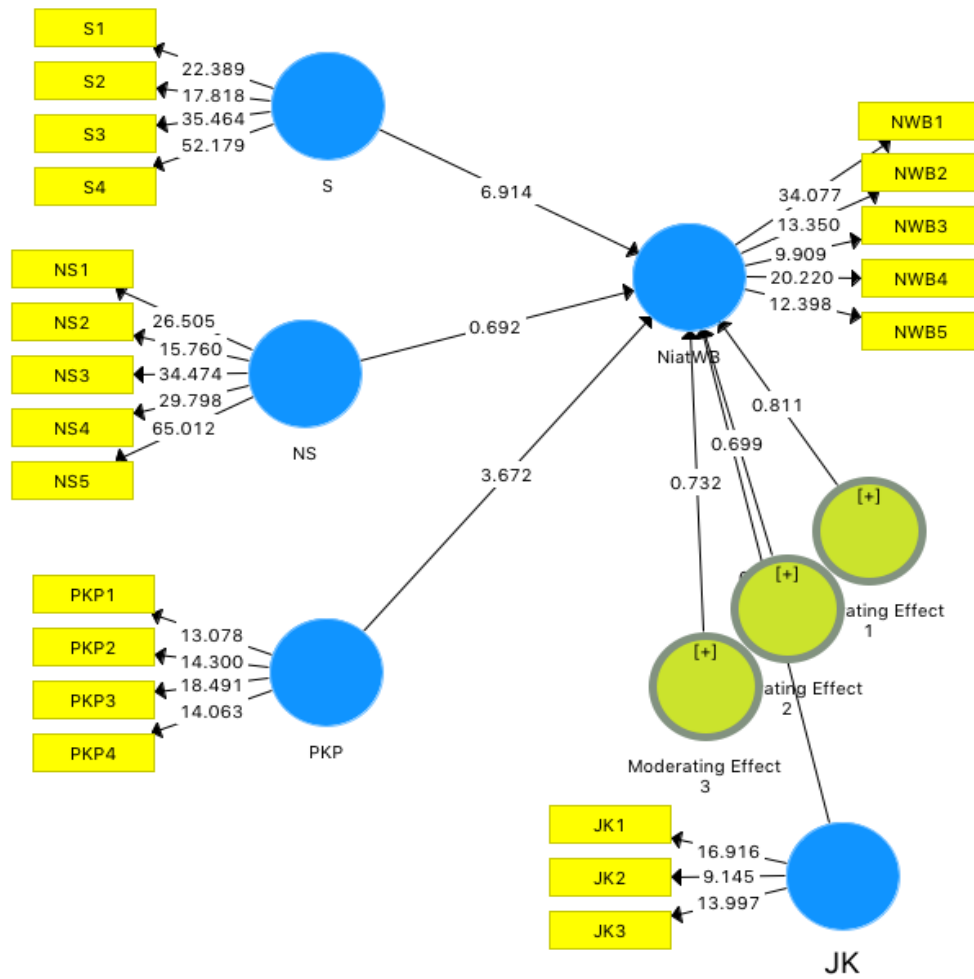 S1
S2
S3
S4
22.389
17.818
35.464
52.179
S
6.914
NWB1
NWB2
NWB3
NWB4
NWB5
34.077
13.350
9.909
20.220
12.398
NiatWB
NS1
NS2
NS3
NS4
NS5
26.505
15.760
34.474
29.798
65.012
NS
0.692
3.672
0.811
0.699
0.732
[+]
ating Effect
1
[+]
ating Effect
2
[+]
Moderating Effect
3
PKP1
PKP2
PKP3
PKP4
13.078
14.300
18.491
14.063
PKP
JK1
JK2
JK3
16.916
9.145
13.997
JK